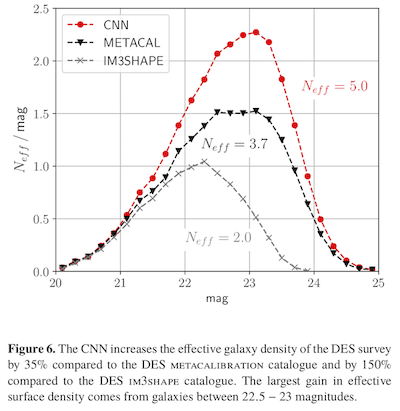 2.5
2.0
1.5
1.0
0.5
0.0
N_eff / mag
CNN
METACAL
IM3SHAPE
N_eff = 5.0
N_eff = 3.7
N_eff = 2.0
20 21 22 23 24 25
mag
Figure 6. The CNN increases the effective galaxy density of the DES survey
by 35% compared to the DES METACALIBRATION catalogue and by 150%
compared to the DES IM3SHAPE catalogue. The largest gain in effective
surface density comes from galaxies between 22.5 − 23 magnitudes.